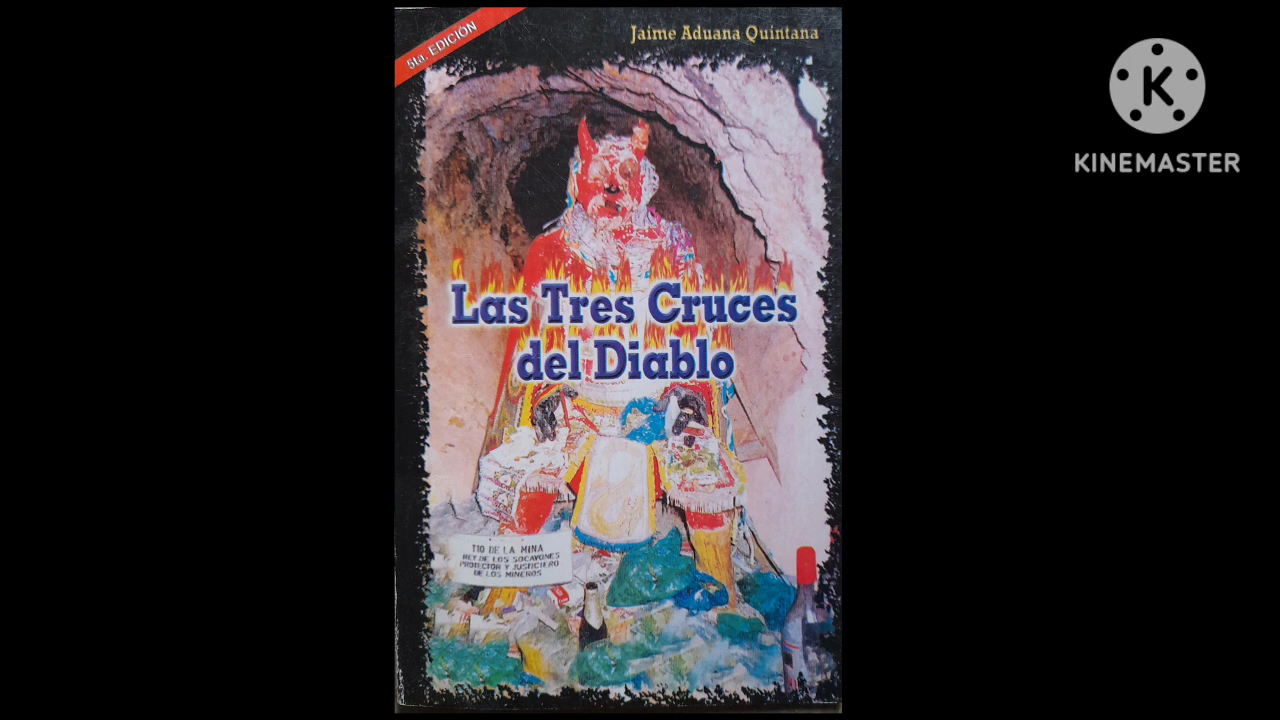 5ta. EDICIÓN
Jaime Aduana Quintana
Las Tres Cruces
del Diablo
TIO DE LA MINA
REY DE LOS SOCAVONES
PROTECTOR Y JUSTICIERO
DE LOS MINEROS
K
KINEMASTER